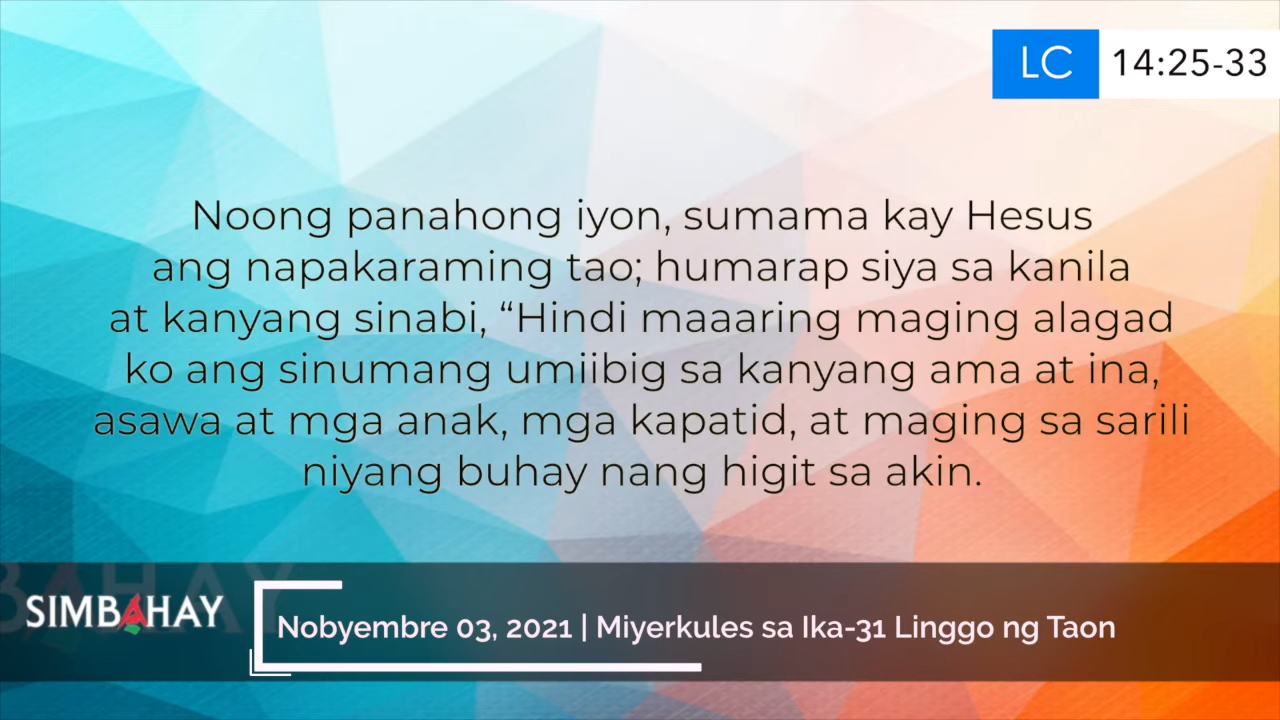 LC 14:25-33
Noong panahong iyon, sumama kay Hesus
ang napakaraming tao; humarap siya sa kanila
at kanyang sinabi, “Hindi maaaring maging alagad
ko ang sinumang umiibig sa kanyang ama at ina,
asawa at mga anak, mga kapatid, at maging sa sarili
niyang buhay nang higit sa akin.
SIMBAHAY
Nobyembre 03, 2021 | Miyerkules sa Ika-31 Linggo ng Taon